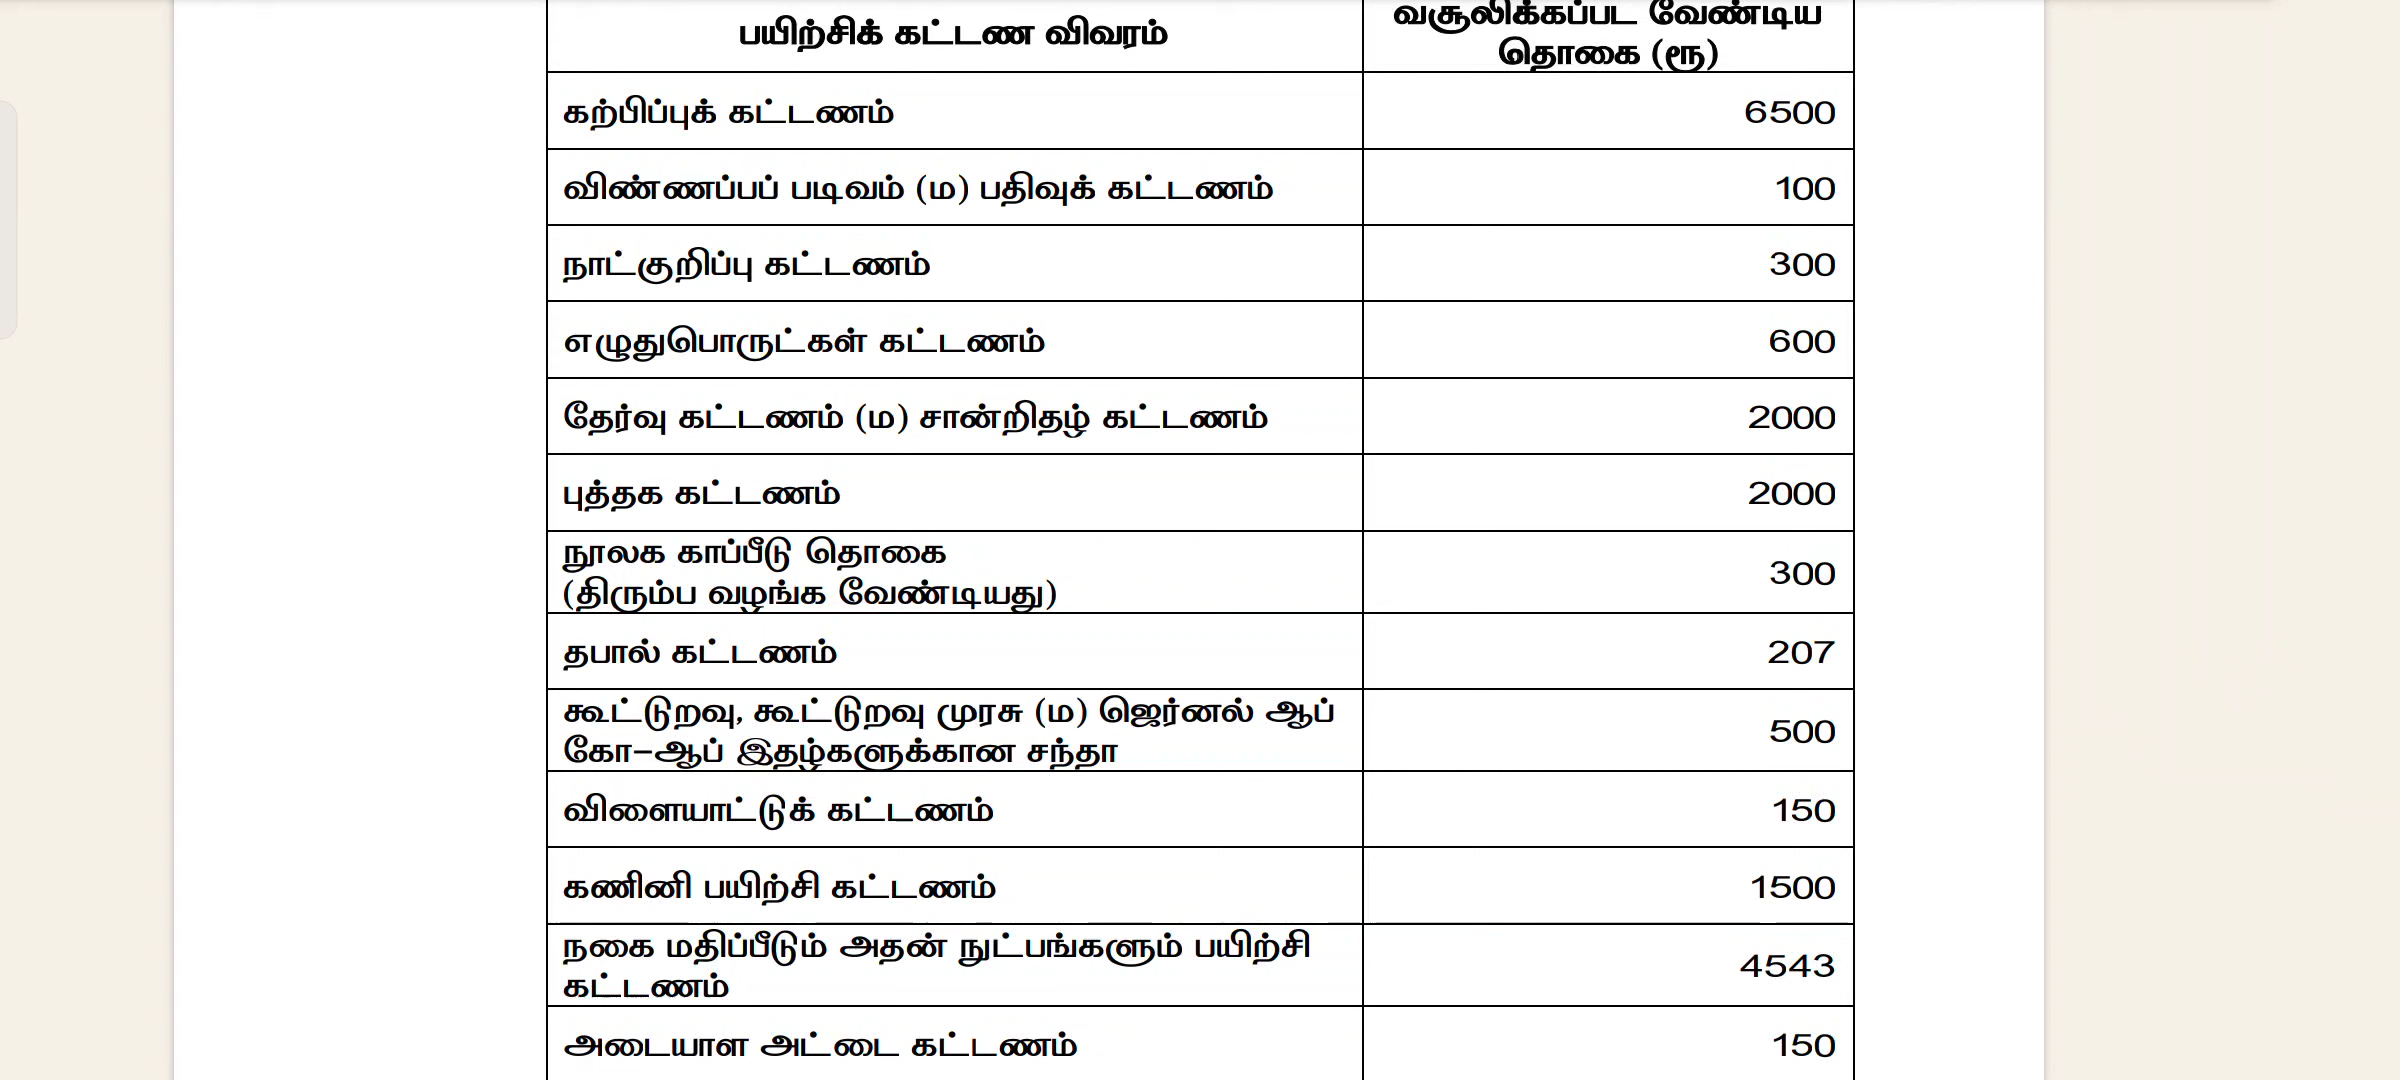 பயிற்சிக் கட்டண விவரம்
வசூலிக்கப்பட வேண்டிய
தொகை (ரூ)
கற்பிப்புக் கட்டணம் 6500
விண்ணப்பப் படிவம் (ம) பதிவுக் கட்டணம் 100
நாட்குறிப்பு கட்டணம் 300
எழுதுபொருட்கள் கட்டணம் 600
தேர்வு கட்டணம் (ம) சான்றிதழ் கட்டணம் 2000
புத்தக கட்டணம் 2000
நூலக காப்பீடு தொகை
(திரும்ப வழங்க வேண்டியது) 300
தபால் கட்டணம் 207
கூட்டுறவு, கூட்டுறவு முரசு (ம) ஜெர்னல் ஆப்
கோ-ஆப் இதழ்களுக்கான சந்தா 500
விளையாட்டுக் கட்டணம் 150
கணினி பயிற்சி கட்டணம் 1500
நகை மதிப்பீடும் அதன் நுட்பங்களும் பயிற்சி
கட்டணம் 4543
அடையாள அட்டை கட்டணம் 150